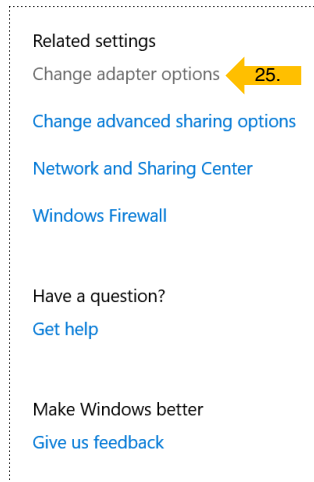 Related settings
Change adapter options 25.
Change advanced sharing options
Network and Sharing Center
Windows Firewall
Have a question?
Get help
Make Windows better
Give us feedback